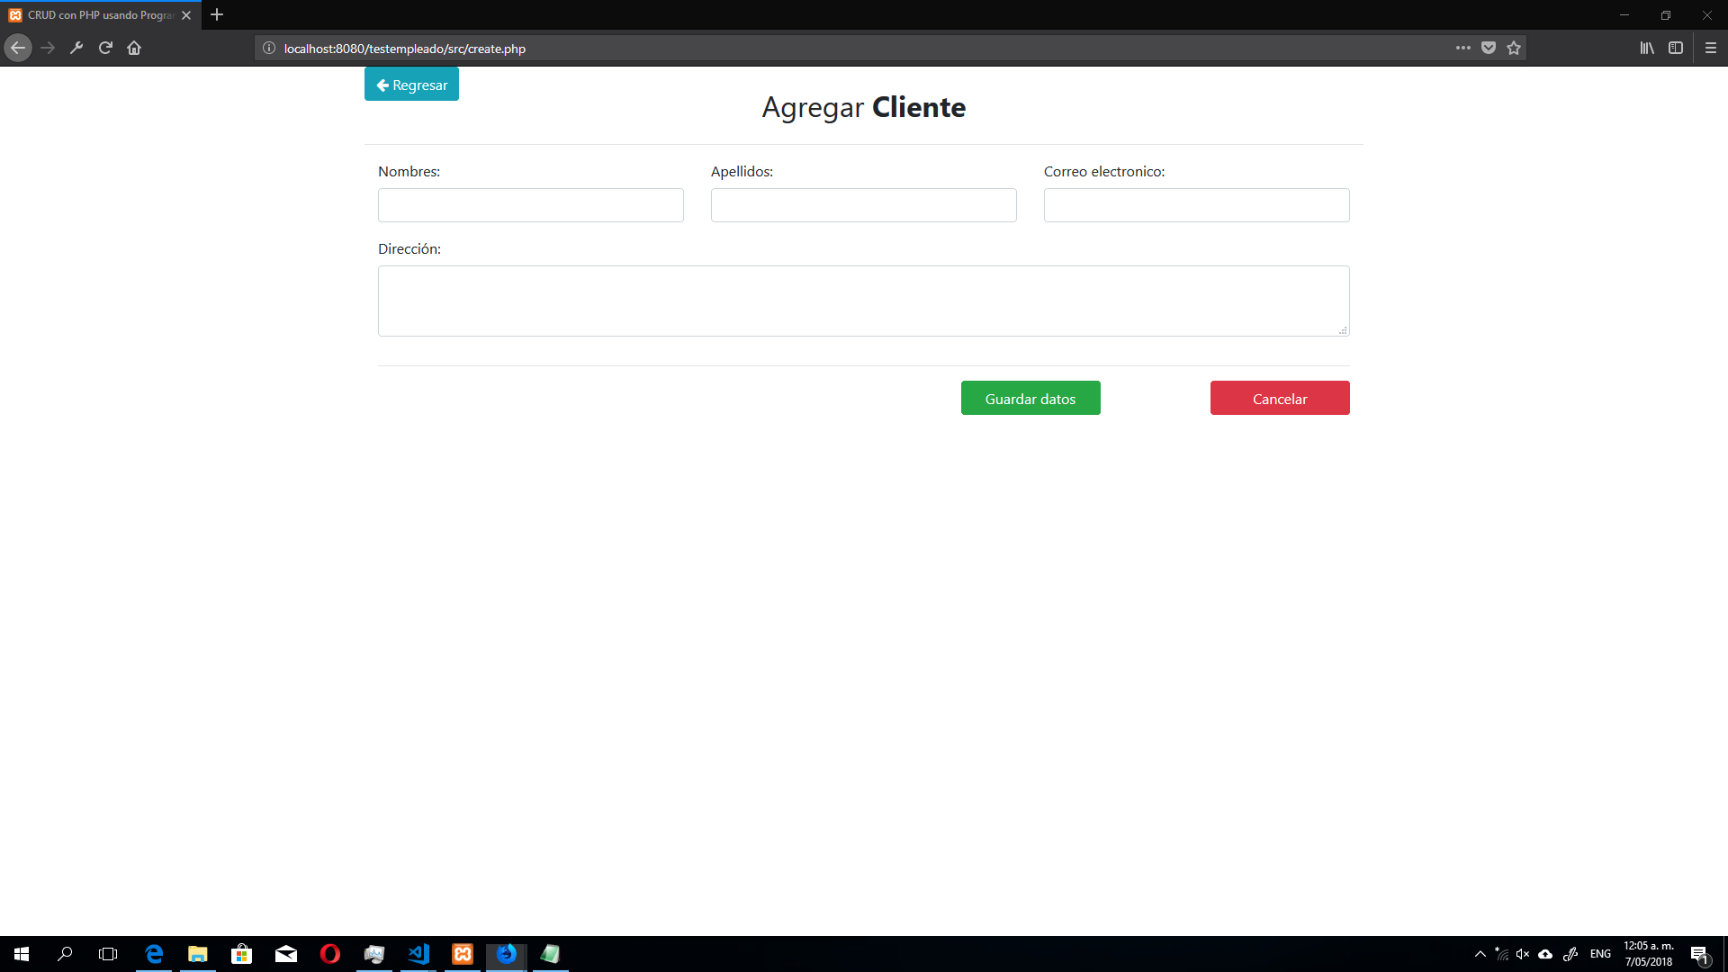 CRUD con PHP usando Progra
localhost:8080/testempleado/src/create.php
Regresar
Agregar Cliente
Nombres:
Apellidos:
Correo electronico:
Dirección:
Guardar datos
Cancelar
ENG
12:05 a. m.
7/05/2018
1